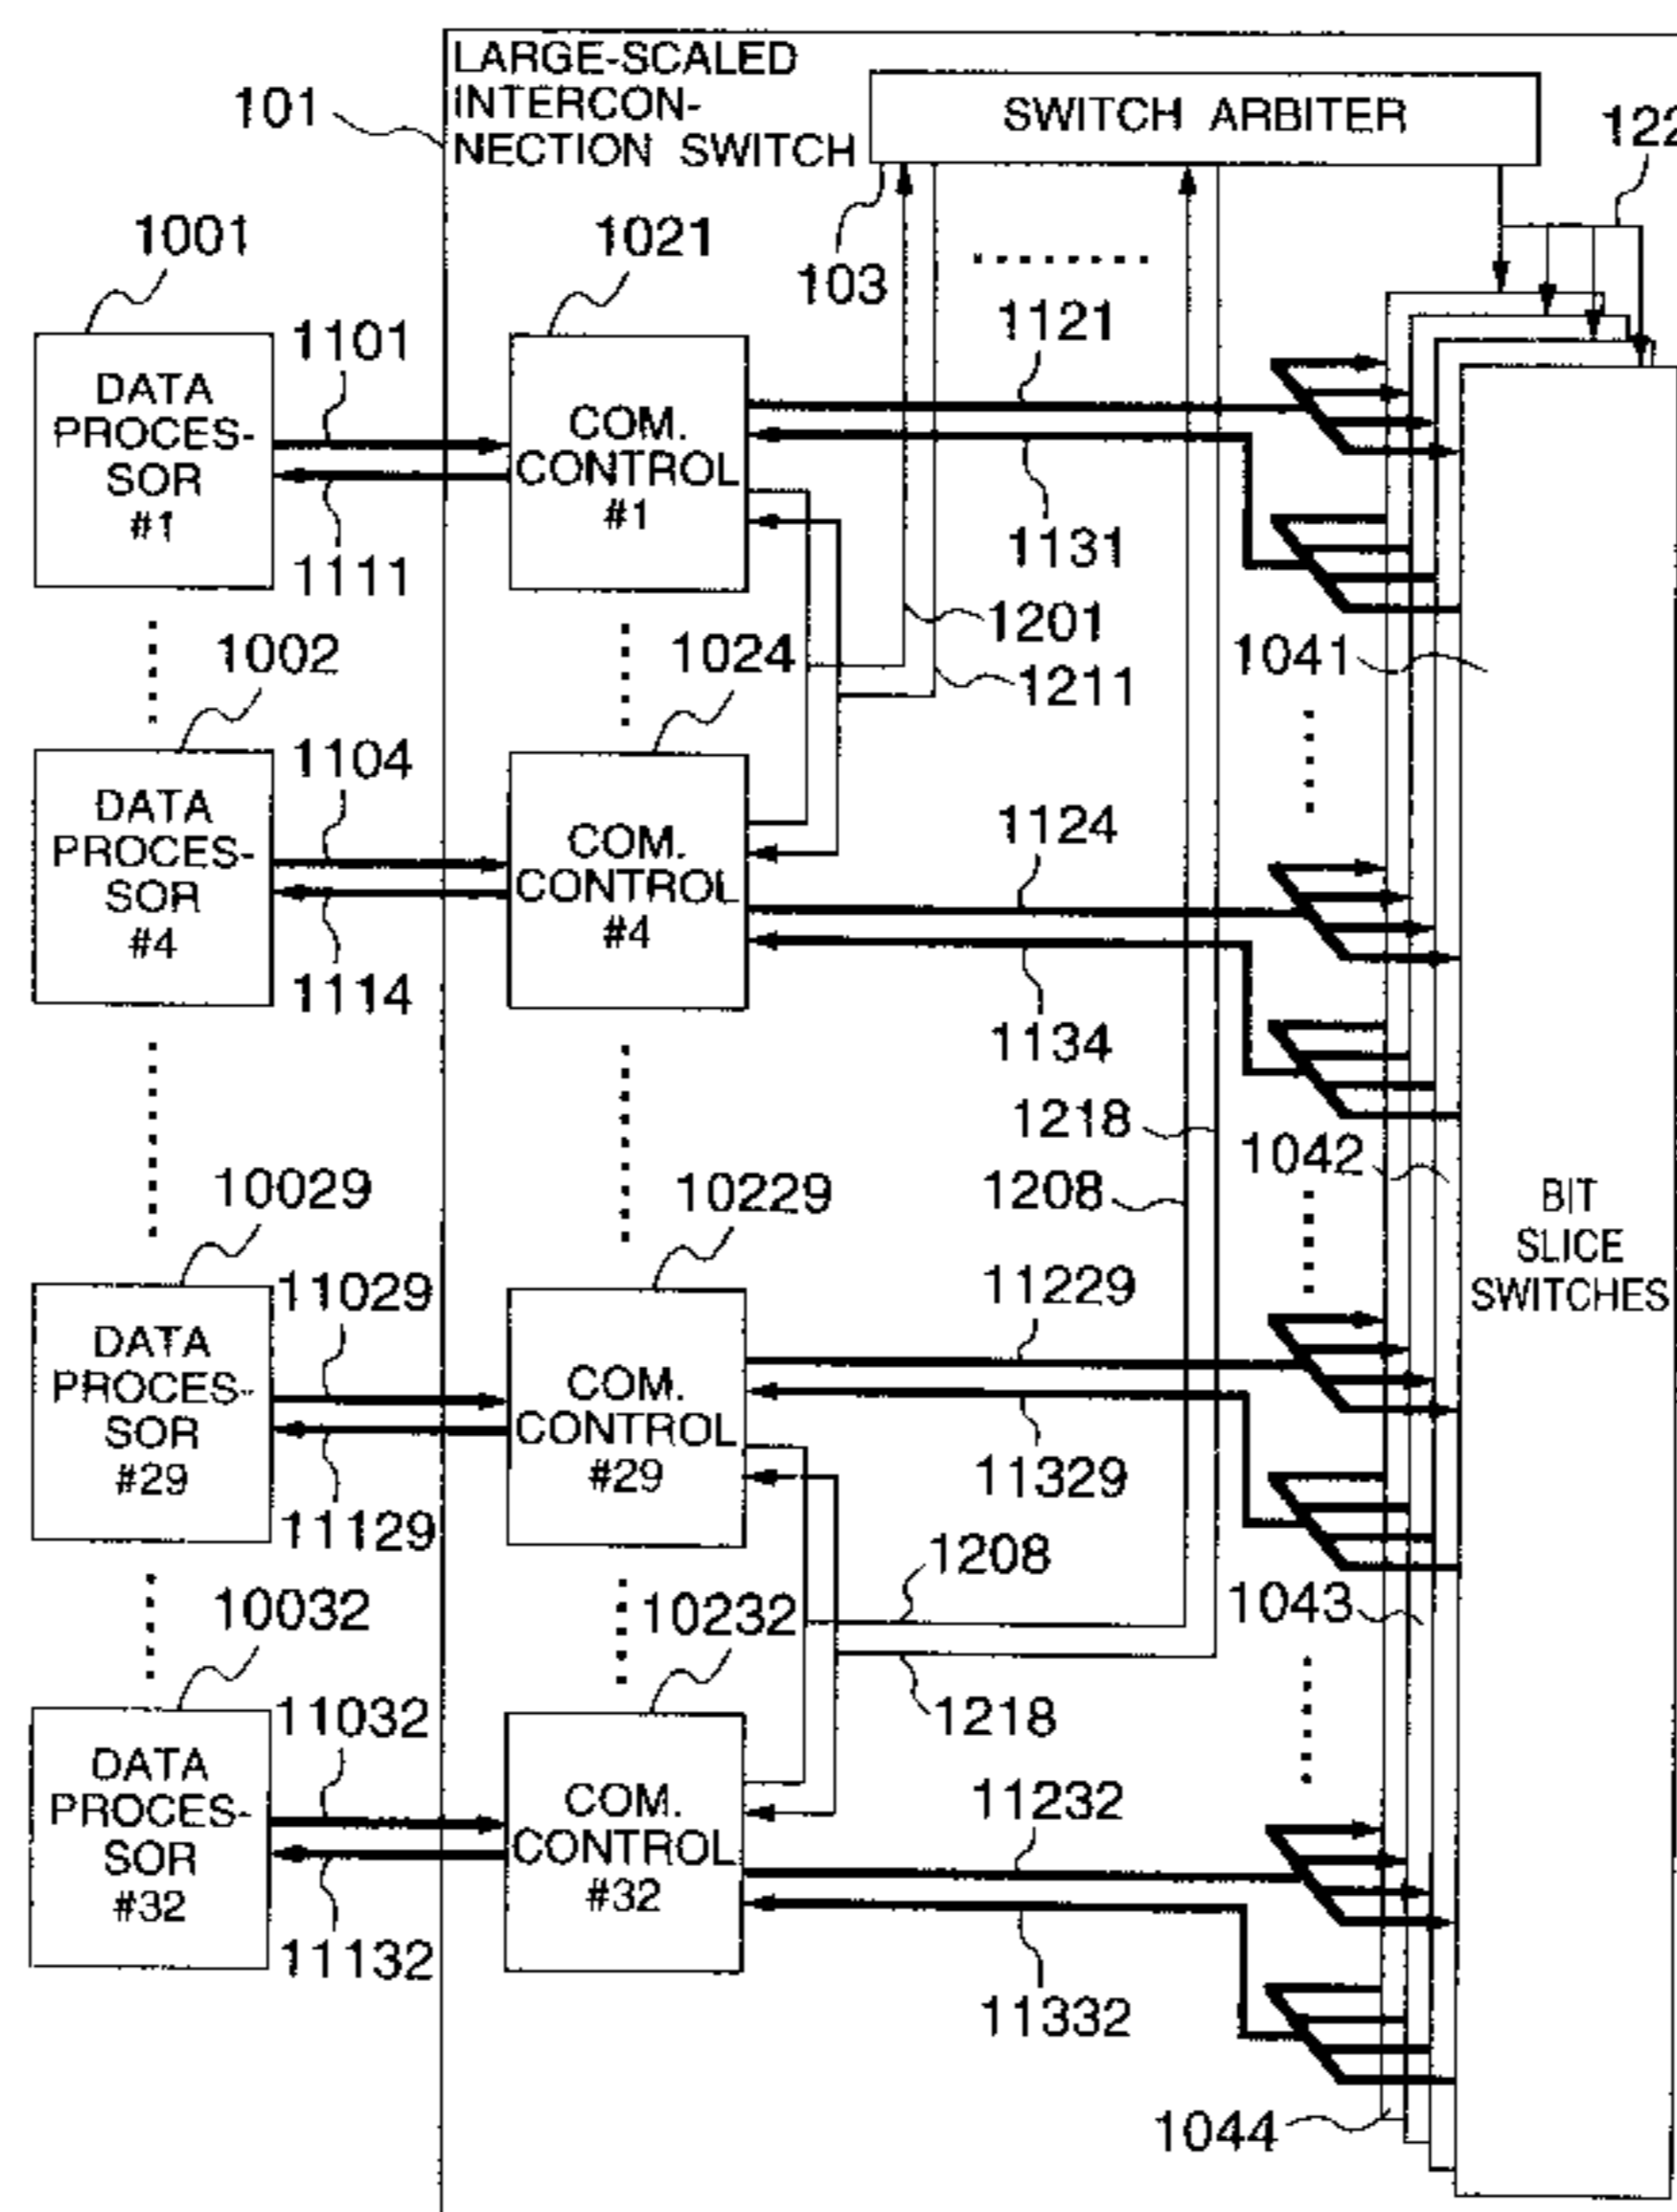 LARGE-SCALED
INTERCON-
NECTION SWITCH
101
SWITCH ARBITER
122
103
1001
1021
1101
1121
DATA
PROCES-
SOR
#1
COM.
CONTROL
#1
1111
1131
1201
1211
1041
1002
1024
1104
1124
DATA
PROCES-
SOR
#4
COM.
CONTROL
#4
1114
1134
1218
1042
1208
BIT
SLICE
SWITCHES
10029
10229
11029
11229
DATA
PROCES-
SOR
#29
COM.
CONTROL
#29
11129
11329
1208
1043
1218
10032
10232
11032
11232
DATA
PROCES-
SOR
#32
COM.
CONTROL
#32
11132
11332
1044